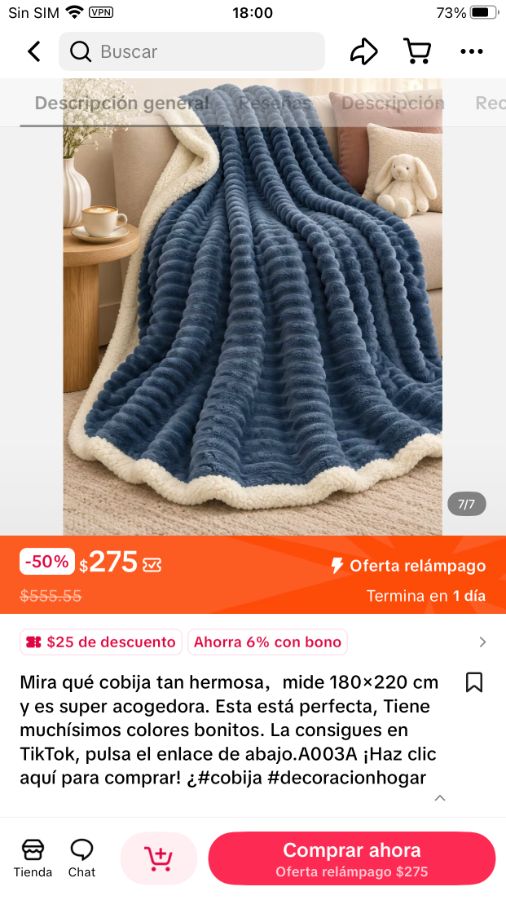 Sin SIM VPN 18:00 73%
Buscar
Descripción general Reseñas Descripción Rec
7/7
-50% $275 Oferta relámpago
$555.55 Termina en 1 día
$25 de descuento Ahorra 6% con bono
Mira qué cobija tan hermosa，mide 180×220 cm
y es super acogedora. Esta está perfecta, Tiene
muchísimos colores bonitos. La consigues en
TikTok, pulsa el enlace de abajo.A003A ¡Haz clic
aquí para comprar! ¿#cobija #decoracionhogar
Tienda Chat Comprar ahora
Oferta relámpago $275